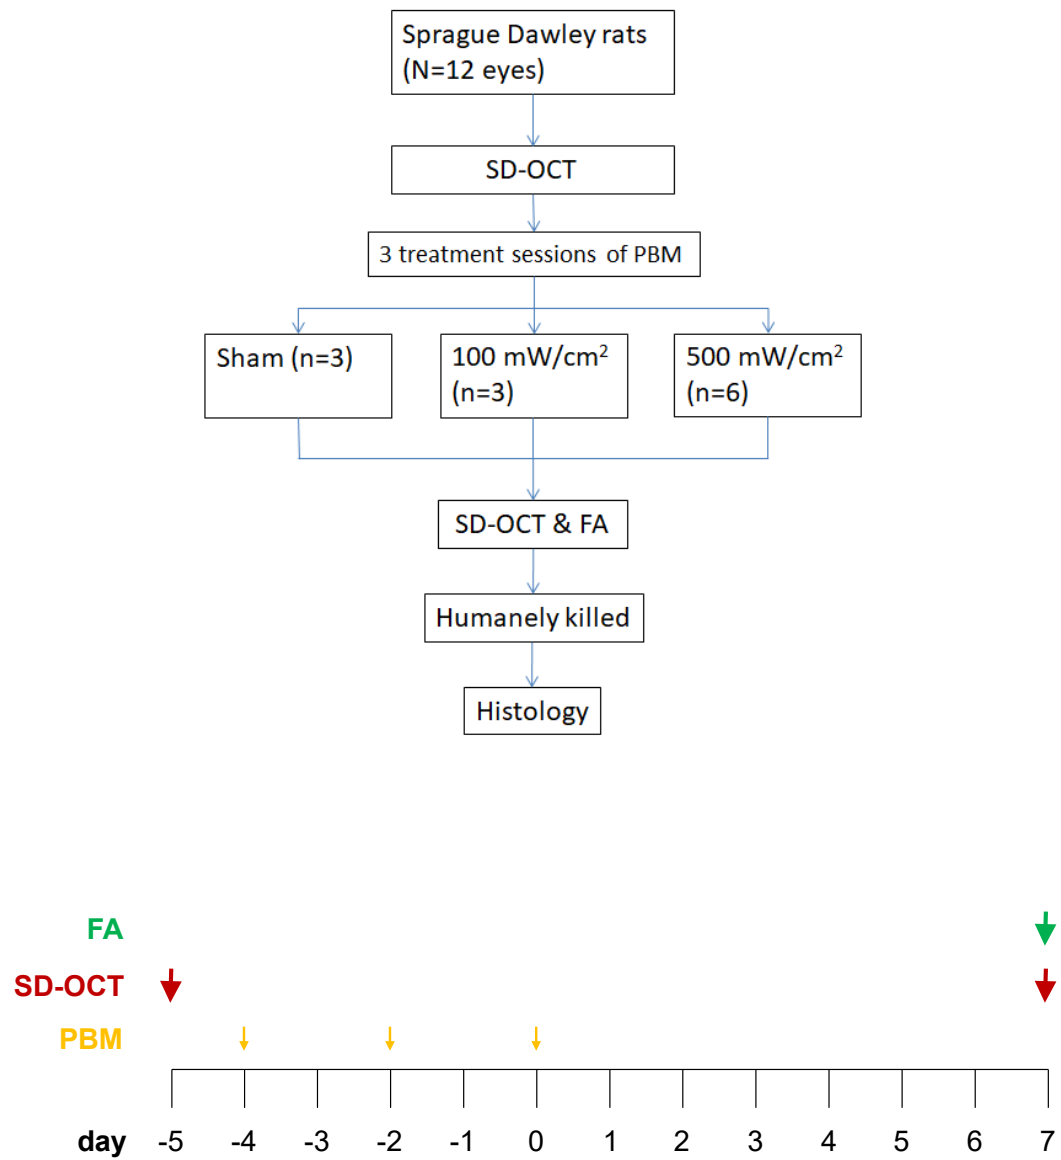 Sprague Dawley rats
(N=12 eyes)
SD-OCT
3 treatment sessions of PBM
Sham (n=3)
100 mW/cm²
(n=3)
500 mW/cm²
(n=6)
SD-OCT & FA
Humanely killed
Histology
FA
SD-OCT
PBM
day -5 -4 -3 -2 -1 0 1 2 3 4 5 6 7